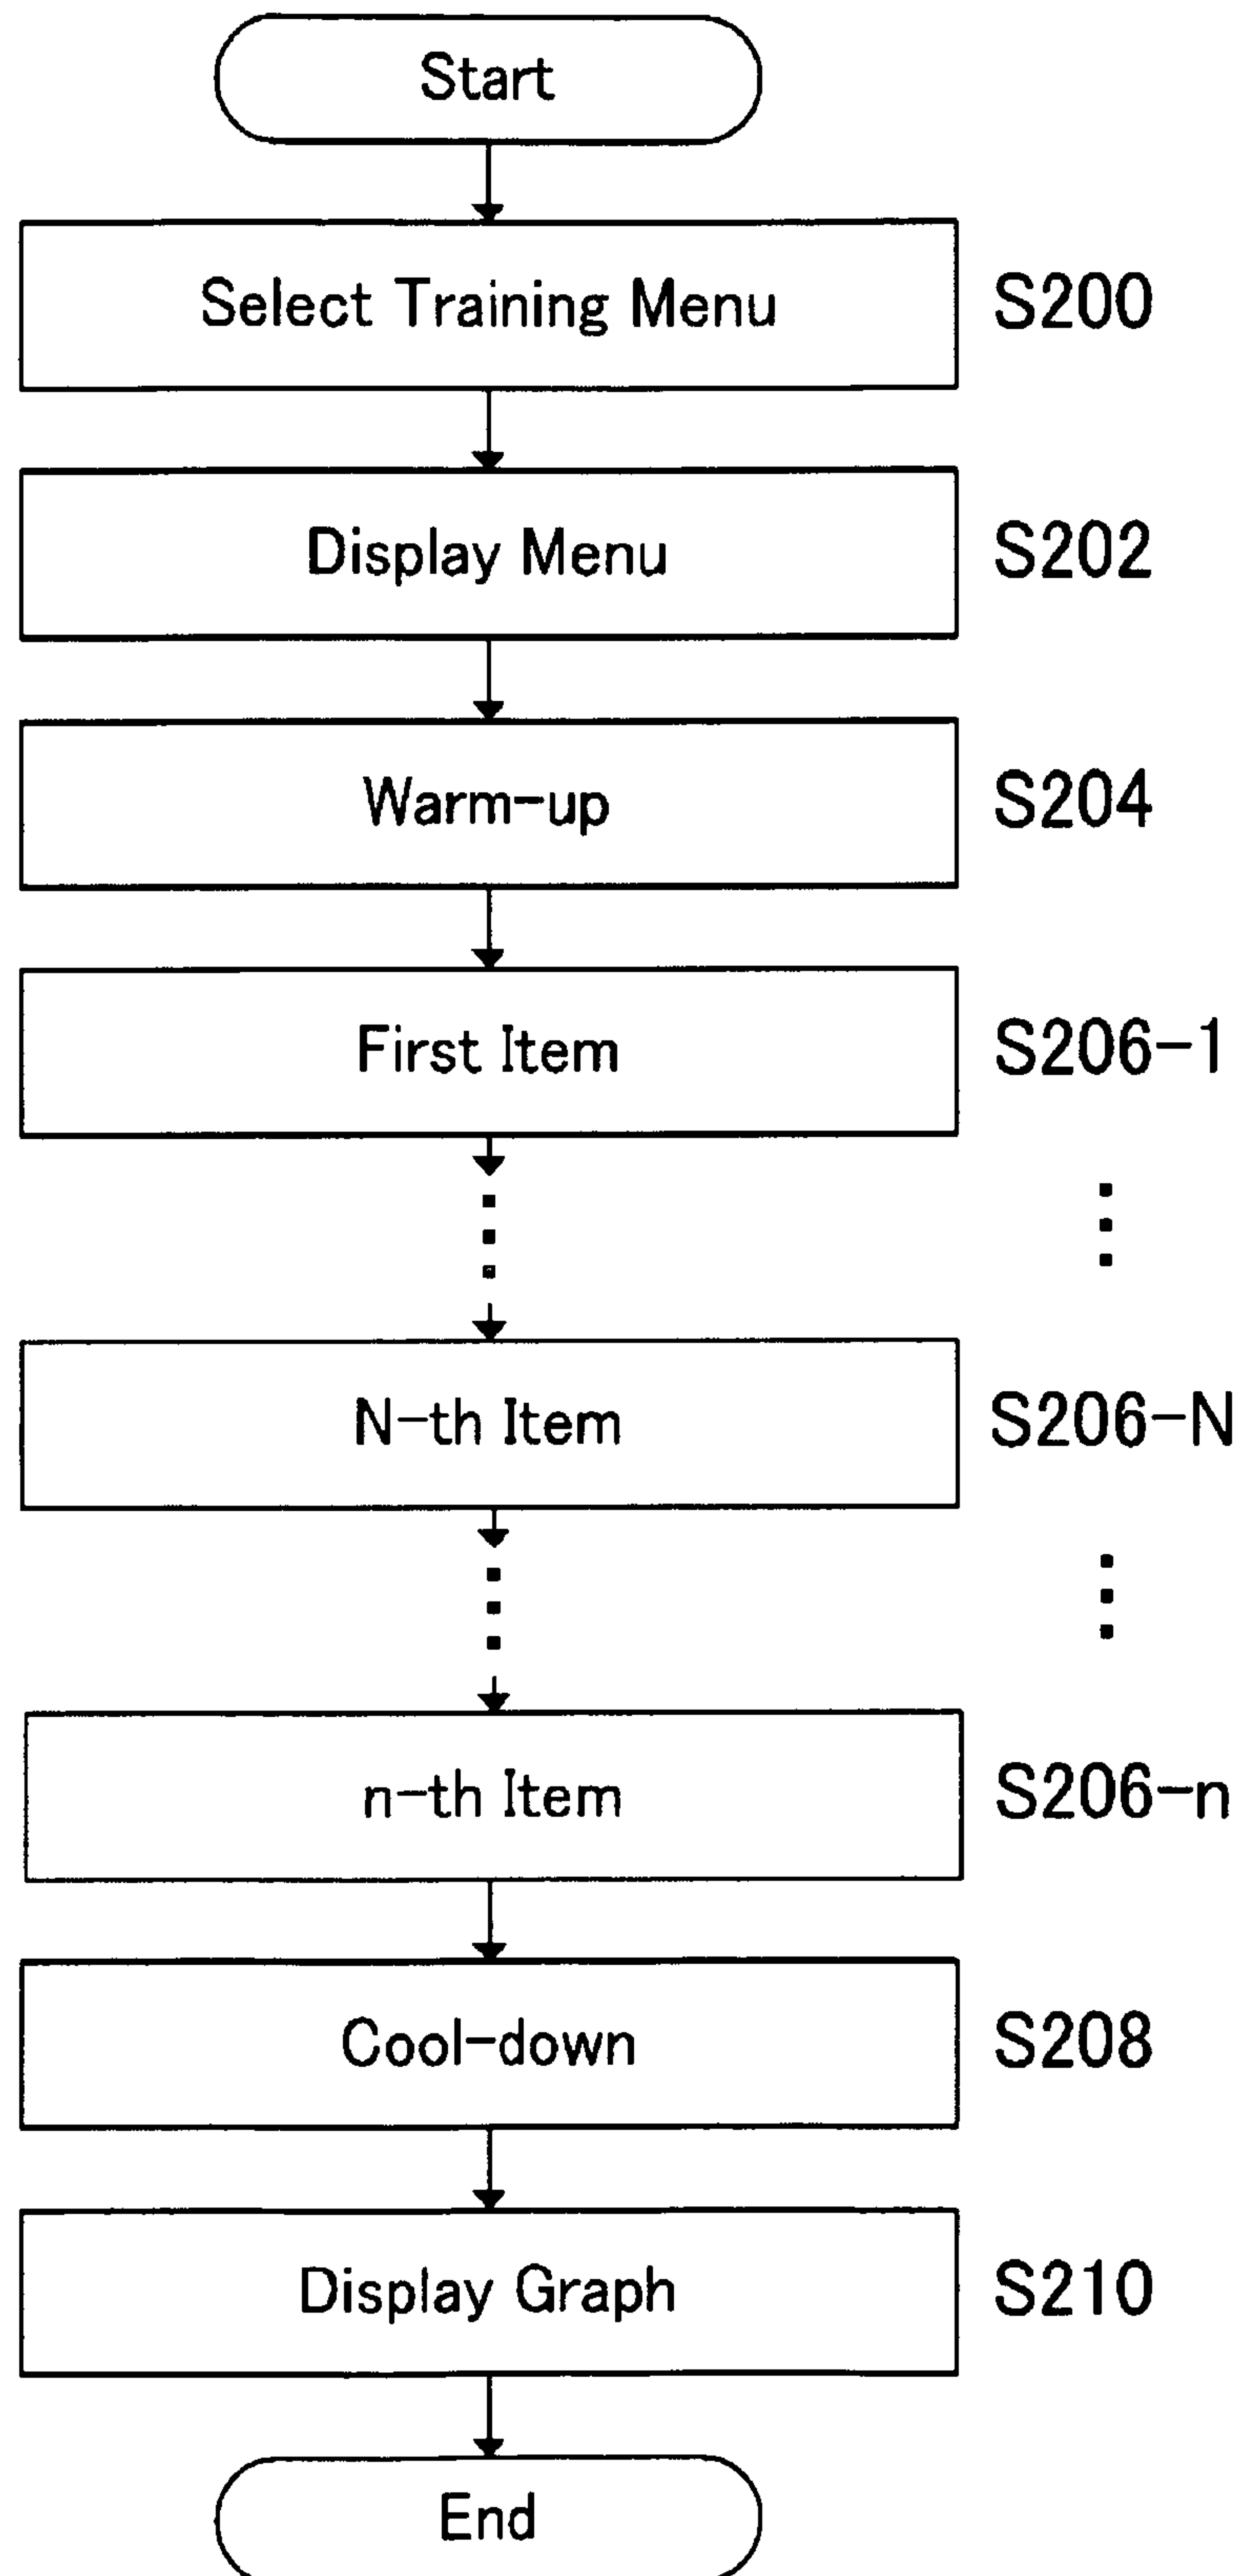 Start
Select Training Menu S200
Display Menu S202
Warm-up S204
First Item S206-1
N-th Item S206-N
n-th Item S206-n
Cool-down S208
Display Graph S210
End